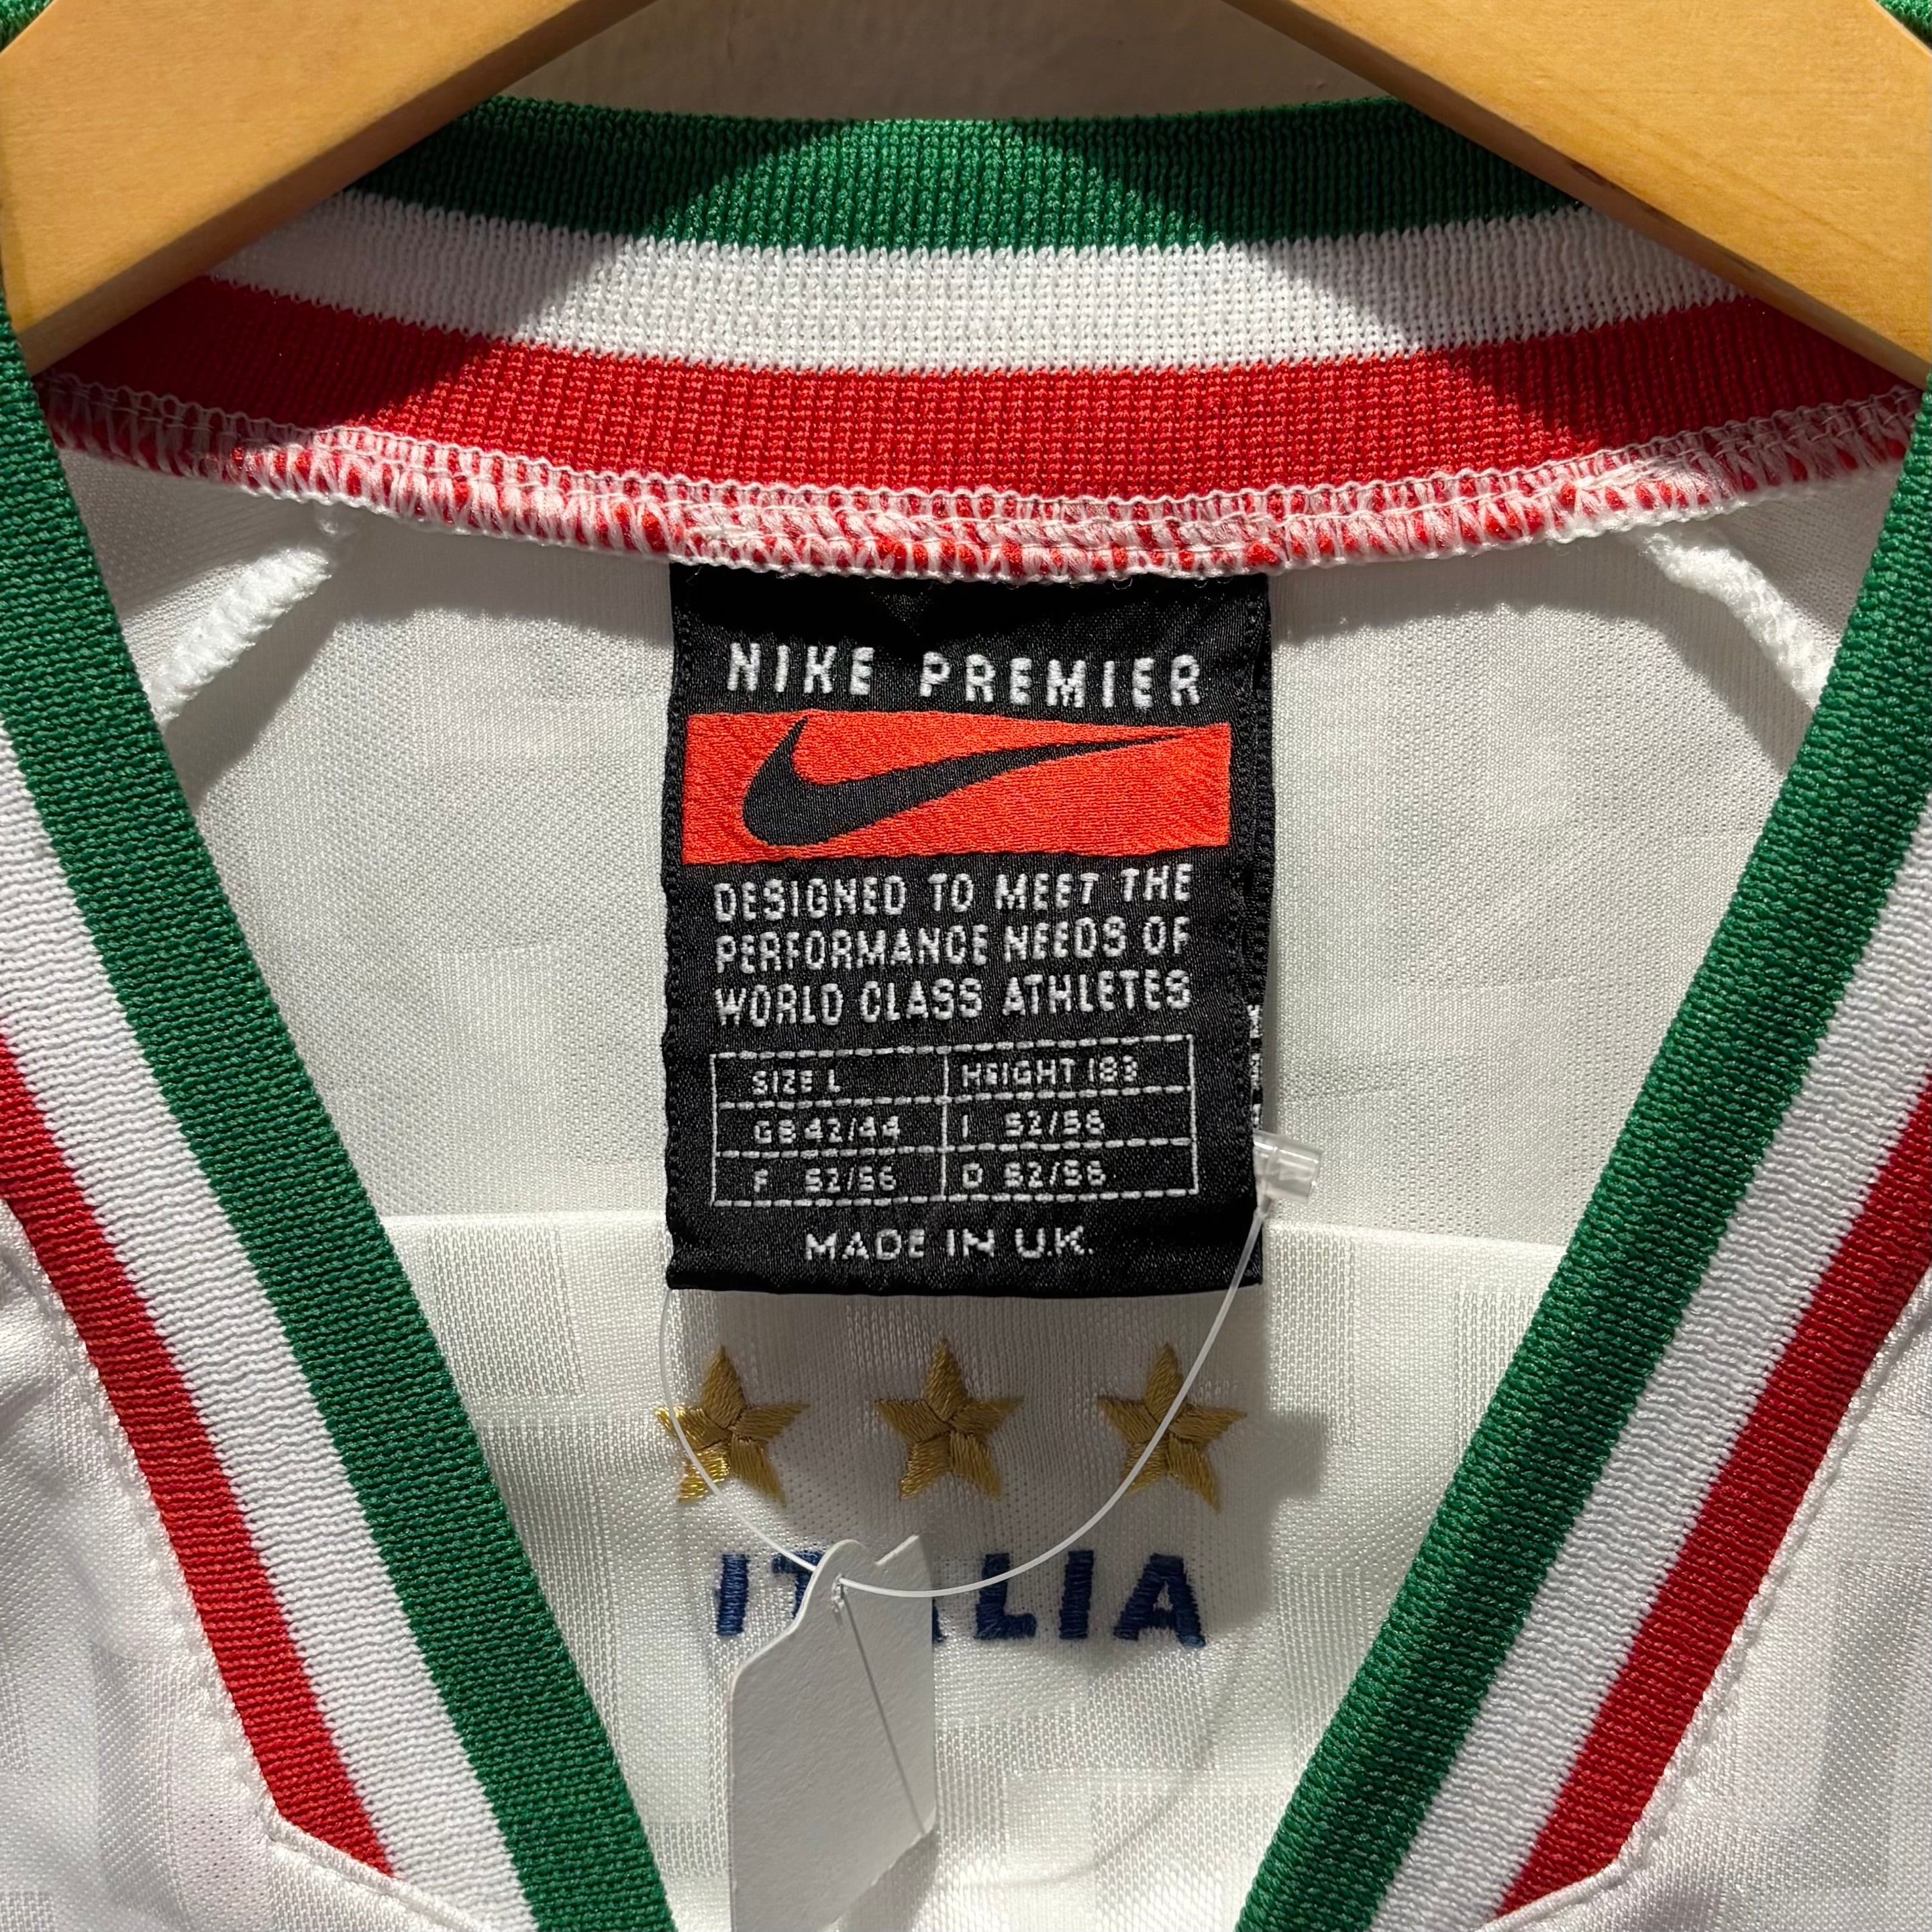 NIKE PREMIER
DESIGNED TO MEET THE
PERFORMANCE NEEDS OF
WORLD CLASS ATHLETES
SIZE L HEIGHT 183
GB 42/44 I 52/56
F 52/56 D 52/56
MADE IN U.K.
ITALIA